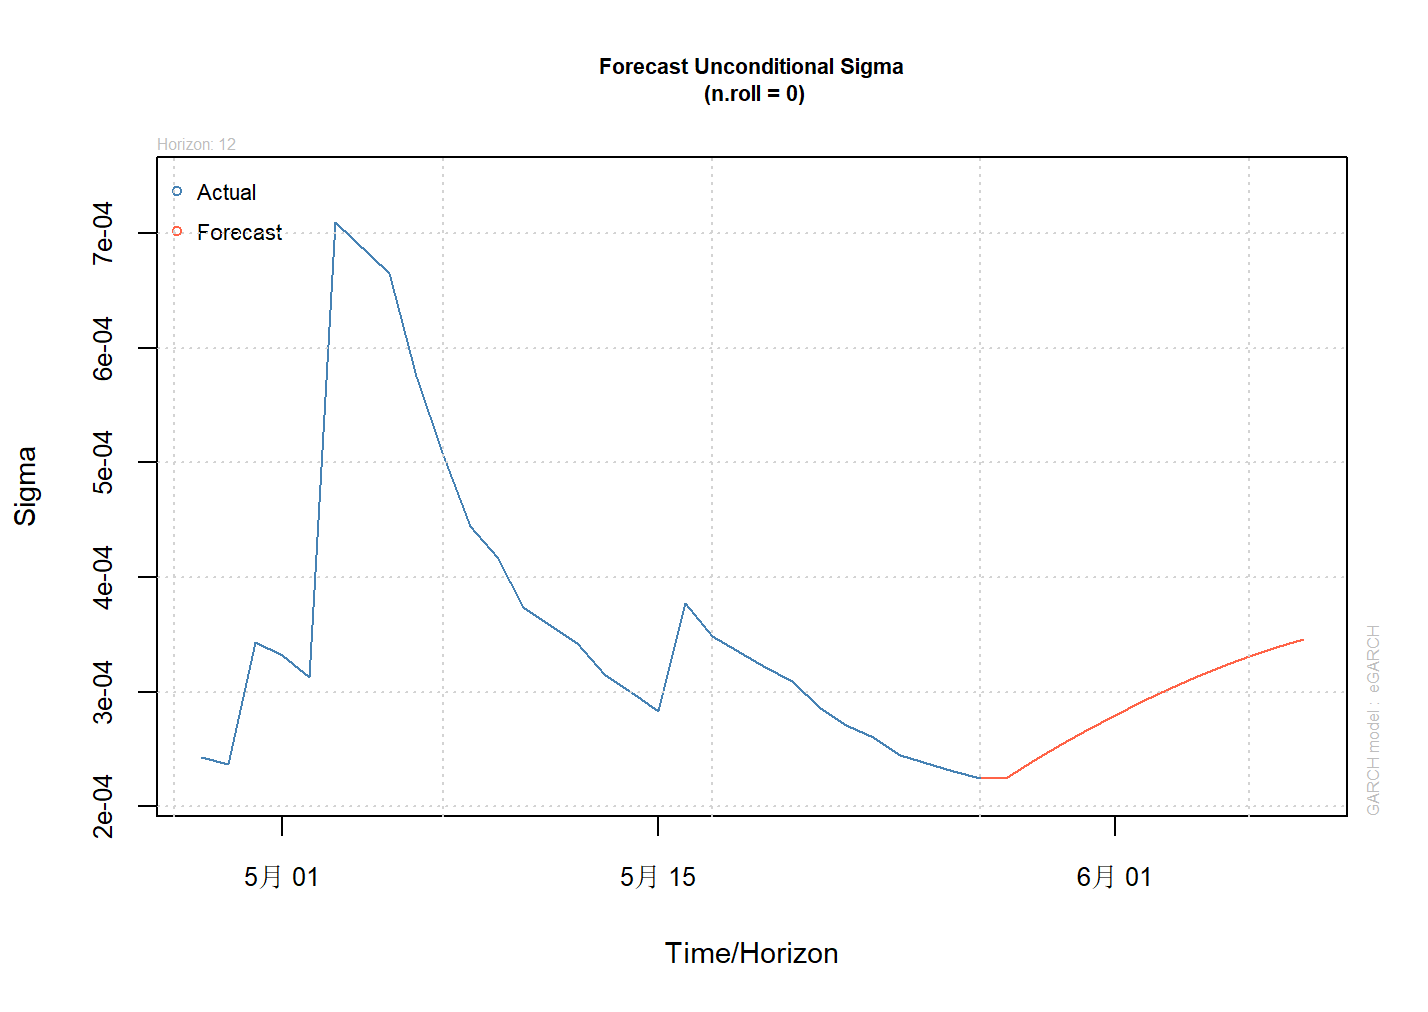 Forecast Unconditional Sigma
(n.roll = 0)
Horizon: 12
Actual
Forecast
7e-04
6e-04
5e-04
4e-04
3e-04
2e-04
Sigma
GARCH model : eGARCH
5月 01
5月 15
6月 01
Time/Horizon